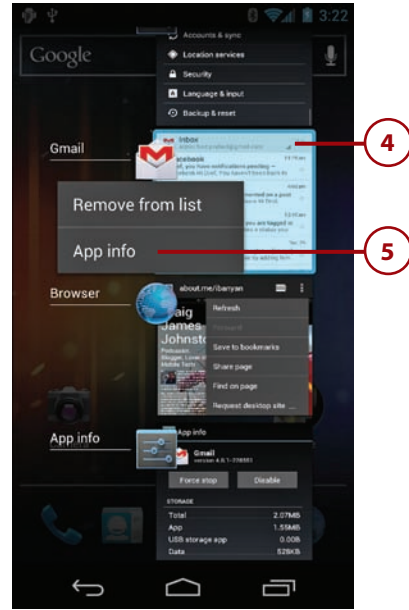 3:22
Google
Accounts & sync
Location services
Security
A Language & input
Backup & reset
4
Gmail
Inbox
Remove from list
App info
5
Browser
about.me/ibanyan
Craig
James
Johnst
Refresh
Forward
Save to bookmarks
Share page
Find on page
Request desktop site ...
App info
App info
Gmail
Force stop
Disable
STORAGE
Total 2.07MB
App 1.55MB
USB storage app 0.00B
Data 528KB
Camera